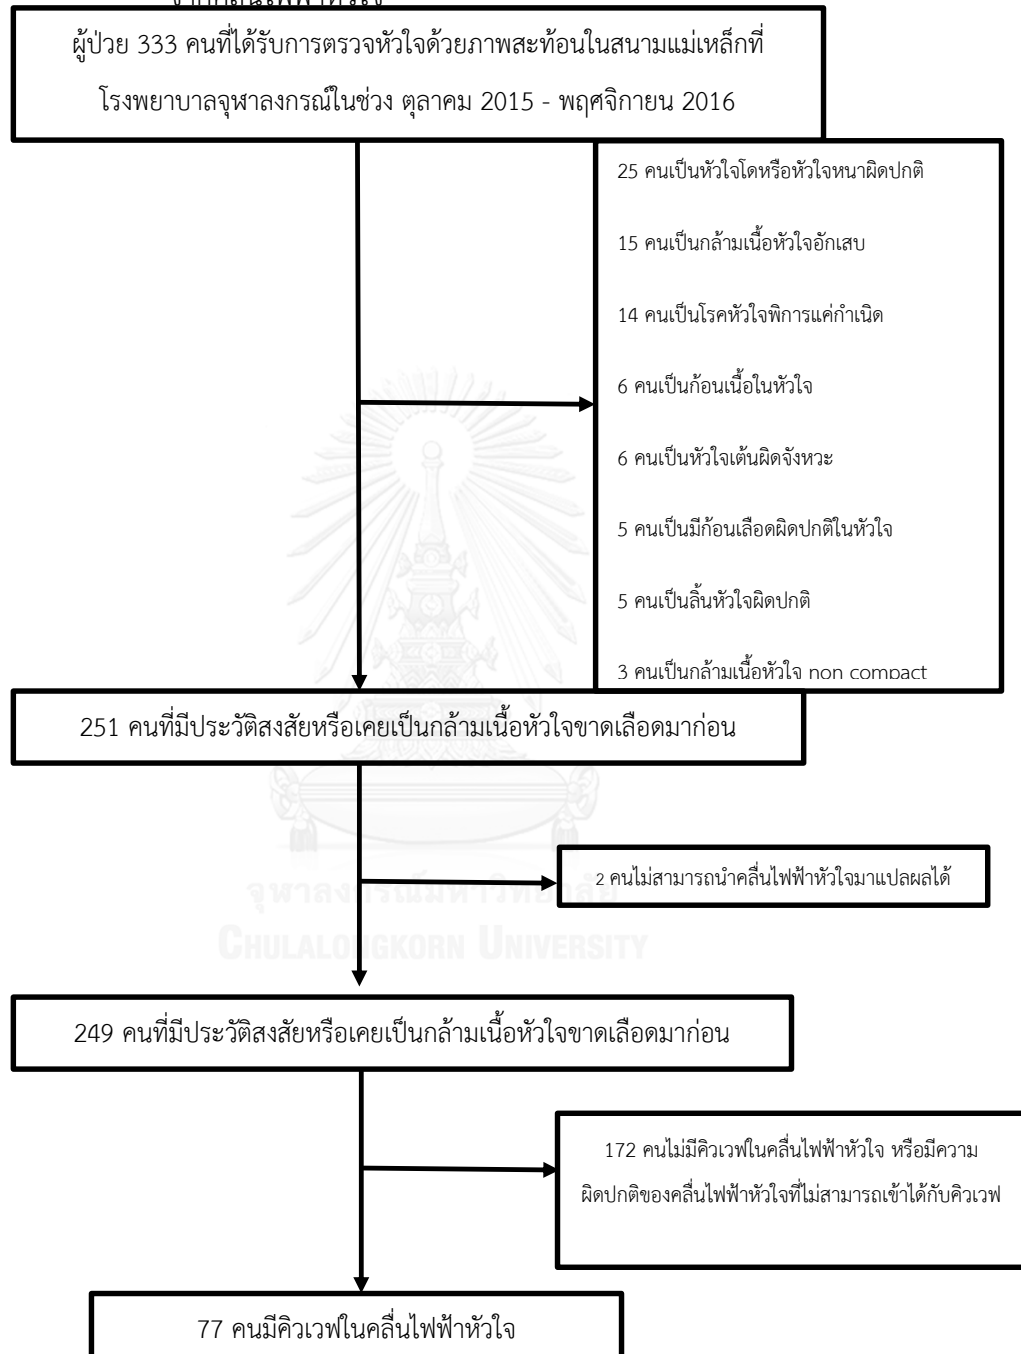 ผู้ป่วย 333 คนที่ได้รับการตรวจหัวใจด้วยภาพสะท้อนในสนามแม่เหล็กที่
โรงพยาบาลจุฬาลงกรณ์ในช่วง ตุลาคม 2015 - พฤศจิกายน 2016
25 คนเป็นหัวใจโตหรือหัวใจหนาผิดปกติ
15 คนเป็นกล้ามเนื้อหัวใจอักเสบ
14 คนเป็นโรคหัวใจพิการแค่กำเนิด
6 คนเป็นก้อนเนื้อในหัวใจ
6 คนเป็นหัวใจเต้นผิดจังหวะ
5 คนเป็นมีก้อนเลือดผิดปกติในหัวใจ
5 คนเป็นลิ้นหัวใจผิดปกติ
3 คนเป็นกล้ามเนื้อหัวใจ non compact
251 คนที่มีประวัติสงสัยหรือเคยเป็นกล้ามเนื้อหัวใจขาดเลือดมาก่อน
2 คนไม่สามารถนำคลื่นไฟฟ้าหัวใจมาแปลผลได้
จุฬาลงกรณ์มหาวิทยาลัย
CHULALONGKORN UNIVERSITY
249 คนที่มีประวัติสงสัยหรือเคยเป็นกล้ามเนื้อหัวใจขาดเลือดมาก่อน
172 คนไม่มีคิวเวฟในคลื่นไฟฟ้าหัวใจ หรือมีความ
ผิดปกติของคลื่นไฟฟ้าหัวใจที่ไม่สามารถเข้าได้กับคิวเวฟ
77 คนมีคิวเวฟในคลื่นไฟฟ้าหัวใจ